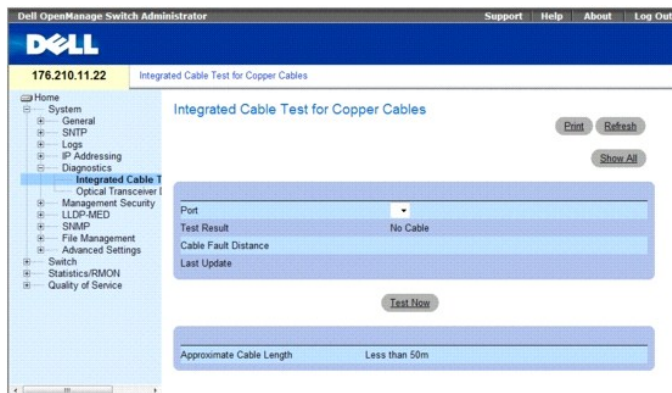 Dell OpenManage Switch Administrator
Support Help About Log Out
DELL
176.210.11.22
Integrated Cable Test for Copper Cables
Home
System
General
SNTP
Logs
IP Addressing
Diagnostics
Integrated Cable T
Optical Transceiver
Management Security
LLDP-MED
SNMP
File Management
Advanced Settings
Switch
Statistics/RMON
Quality of Service
Integrated Cable Test for Copper Cables
Print Refresh
Show All
Port
Test Result No Cable
Cable Fault Distance
Last Update
Test Now
Approximate Cable Length Less than 50m